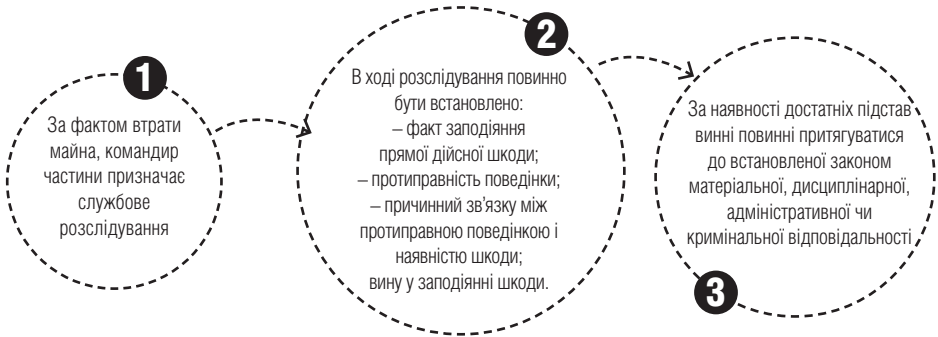 1
За фактом втрати
майна, командир
частини призначає
службове
розслідування
2
В ході розслідування повинно
бути встановлено:
– факт заподіяння
прямої дійсної шкоди;
– протиправність поведінки;
– причинний зв'язку між
протиправною поведінкою і
наявністю шкоди;
вину у заподіянні шкоди.
За наявності достатніх підстав
винні повинні притягуватися
до встановленої законом
матеріальної, дисциплінарної,
адміністративної чи
кримінальної відповідальності
3